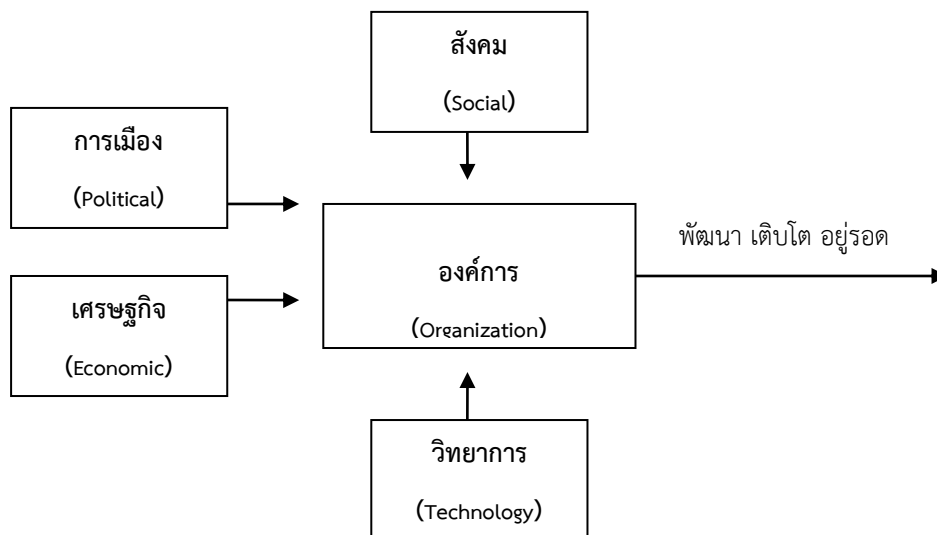 สังคม
(Social)
การเมือง
(Political)
พัฒนา เติบโต อยู่รอด
องค์การ
(Organization)
เศรษฐกิจ
(Economic)
วิทยาการ
(Technology)